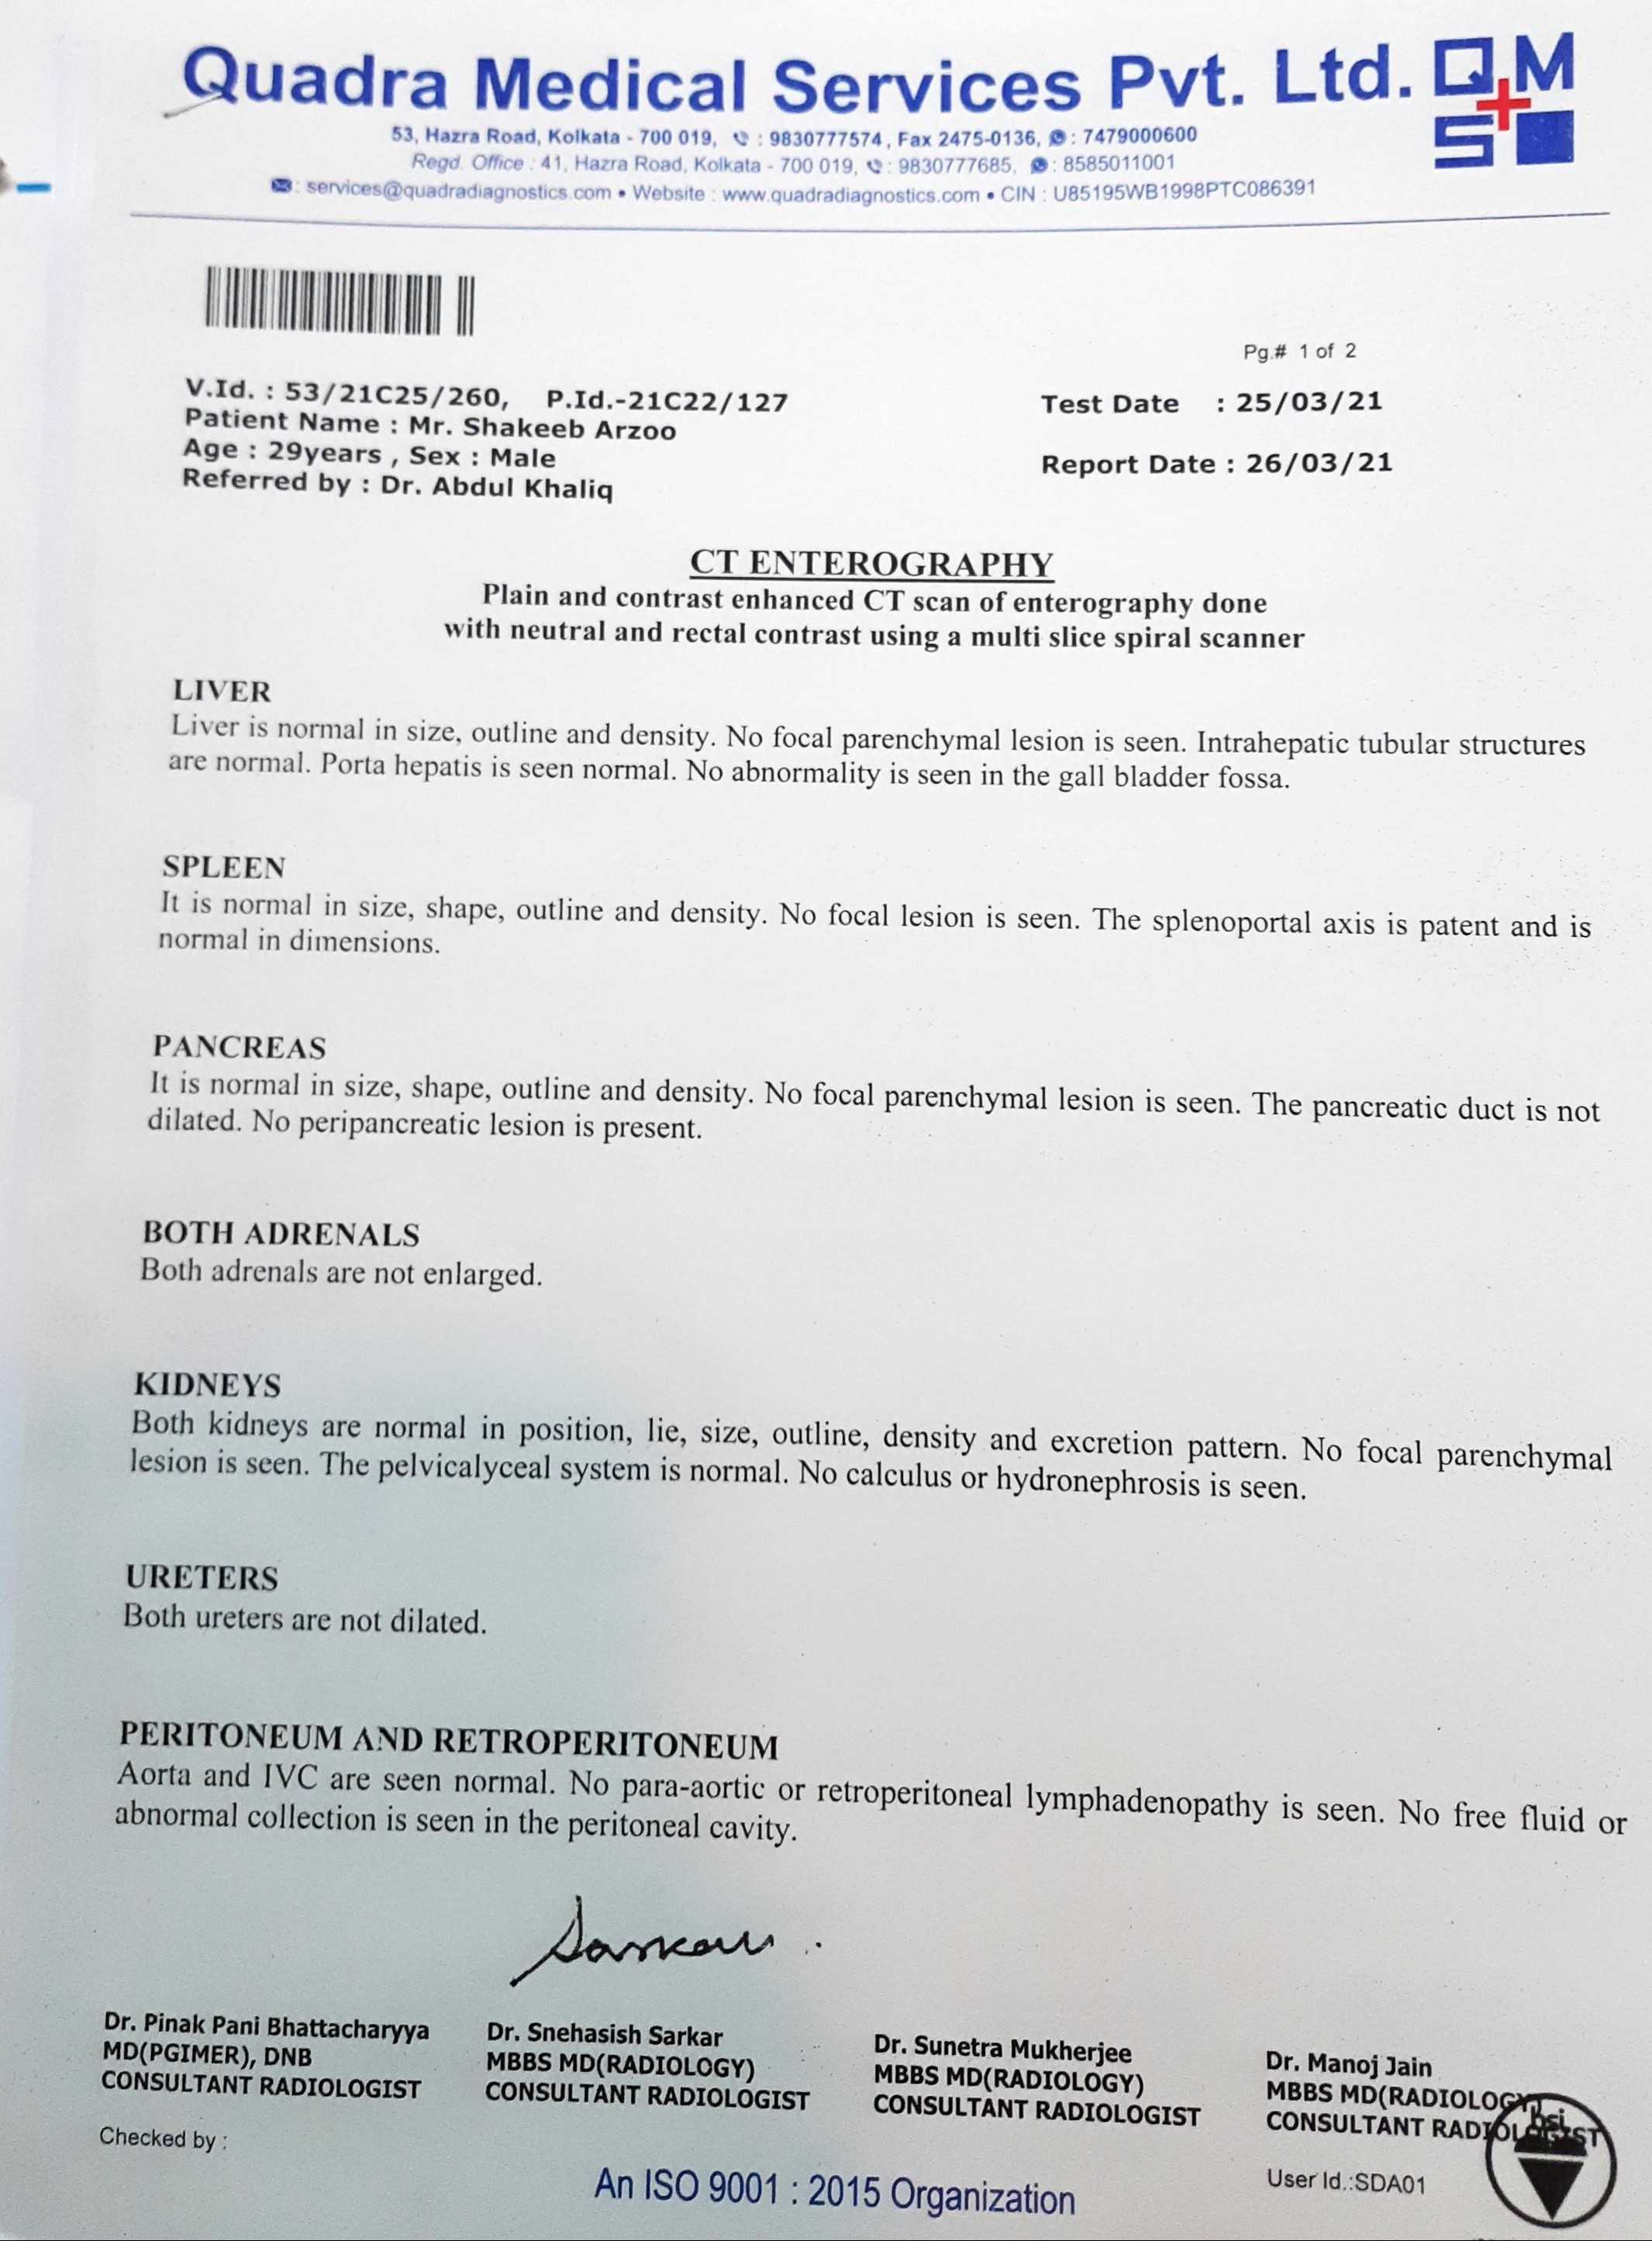 Quadra Medical Services Pvt. Ltd. QMS
53, Hazra Road, Kolkata - 700 019, : 9830777574, Fax 2475-0136, : 7479000600
Regd. Office : 41, Hazra Road, Kolkata - 700 019, : 9830777685, : 8585011001
: services@quadradiagnostics.com • Website : www.quadradiagnostics.com • CIN : U85195WB1998PTC086391
Pg.# 1 of 2
V.Id. : 53/21C25/260, P.Id.-21C22/127
Test Date : 25/03/21
Patient Name : Mr. Shakeeb Arzoo
Age : 29years , Sex : Male
Report Date : 26/03/21
Referred by : Dr. Abdul Khaliq
CT ENTEROGRAPHY
Plain and contrast enhanced CT scan of enterography done
with neutral and rectal contrast using a multi slice spiral scanner
LIVER
Liver is normal in size, outline and density. No focal parenchymal lesion is seen. Intrahepatic tubular structures
are normal. Porta hepatis is seen normal. No abnormality is seen in the gall bladder fossa.
SPLEEN
It is normal in size, shape, outline and density. No focal lesion is seen. The splenoportal axis is patent and is
normal in dimensions.
PANCREAS
It is normal in size, shape, outline and density. No focal parenchymal lesion is seen. The pancreatic duct is not
dilated. No peripancreatic lesion is present.
BOTH ADRENALS
Both adrenals are not enlarged.
KIDNEYS
Both kidneys are normal in position, lie, size, outline, density and excretion pattern. No focal parenchymal
lesion is seen. The pelvicalyceal system is normal. No calculus or hydronephrosis is seen.
URETERS
Both ureters are not dilated.
PERITONEUM AND RETROPERITONEUM
Aorta and IVC are seen normal. No para-aortic or retroperitoneal lymphadenopathy is seen. No free fluid or
abnormal collection is seen in the peritoneal cavity.
Sarkar
Dr. Pinak Pani Bhattacharyya
MD(PGIMER), DNB
CONSULTANT RADIOLOGIST
Dr. Snehasish Sarkar
MBBS MD(RADIOLOGY)
CONSULTANT RADIOLOGIST
Dr. Sunetra Mukherjee
MBBS MD(RADIOLOGY)
CONSULTANT RADIOLOGIST
Dr. Manoj Jain
MBBS MD(RADIOLOGY)
CONSULTANT RADIOLOGIST
bsi
Checked by :
User Id.:SDA01
An ISO 9001 : 2015 Organization